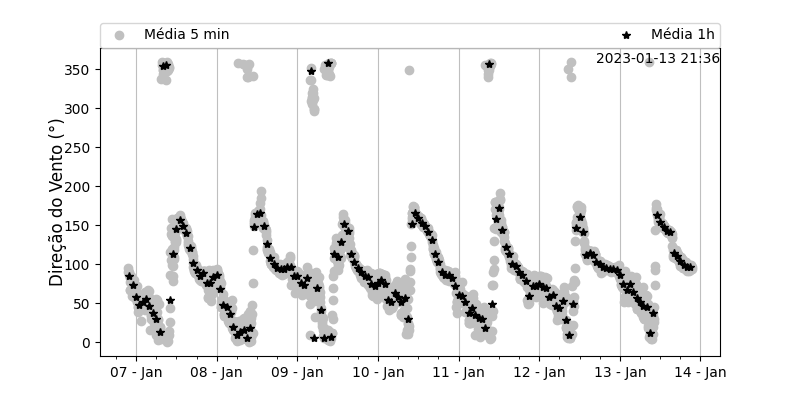 Média 5 min
Média 1h
2023-01-13 21:36
Direção do Vento (°)
350
300
250
200
150
100
50
0
07 - Jan
08 - Jan
09 - Jan
10 - Jan
11 - Jan
12 - Jan
13 - Jan
14 - Jan